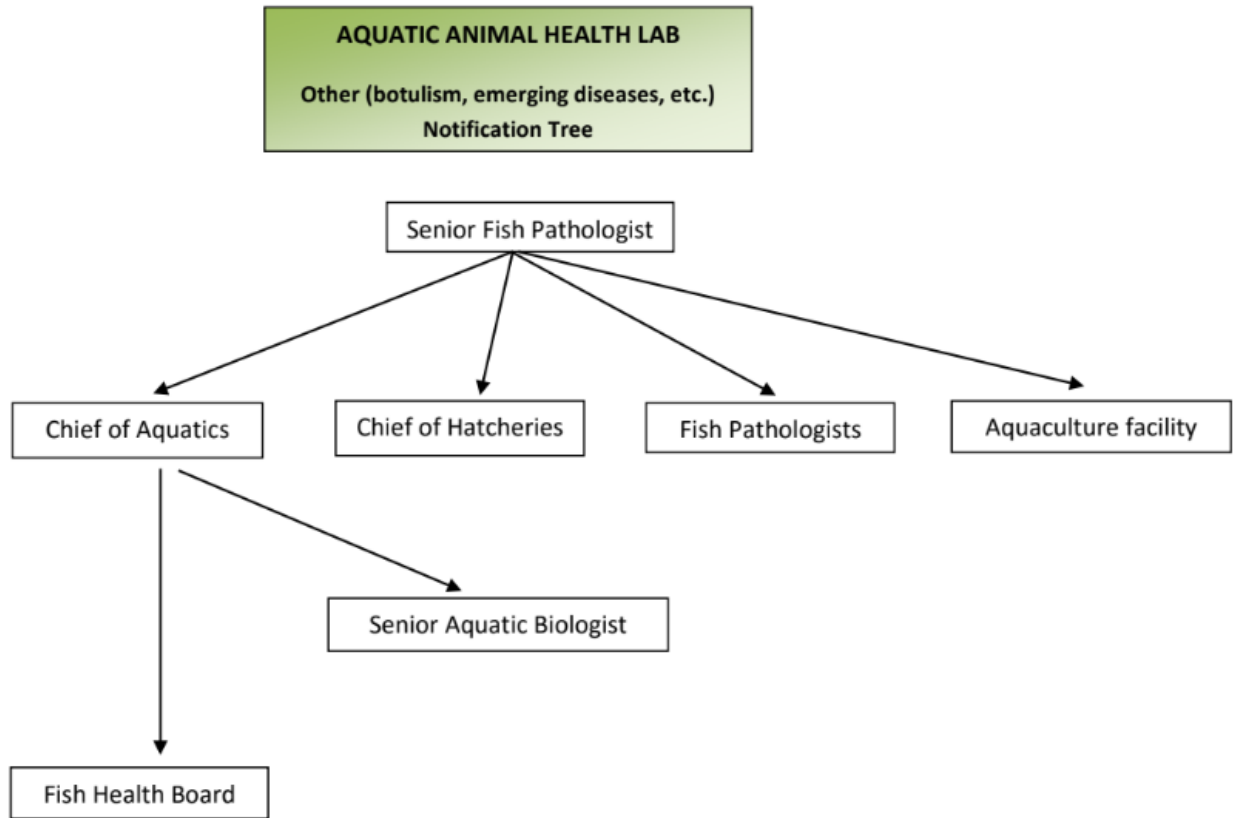 AQUATIC ANIMAL HEALTH LAB
Other (botulism, emerging diseases, etc.)
Notification Tree
Senior Fish Pathologist
Chief of Aquatics
Chief of Hatcheries
Fish Pathologists
Aquaculture facility
Senior Aquatic Biologist
Fish Health Board